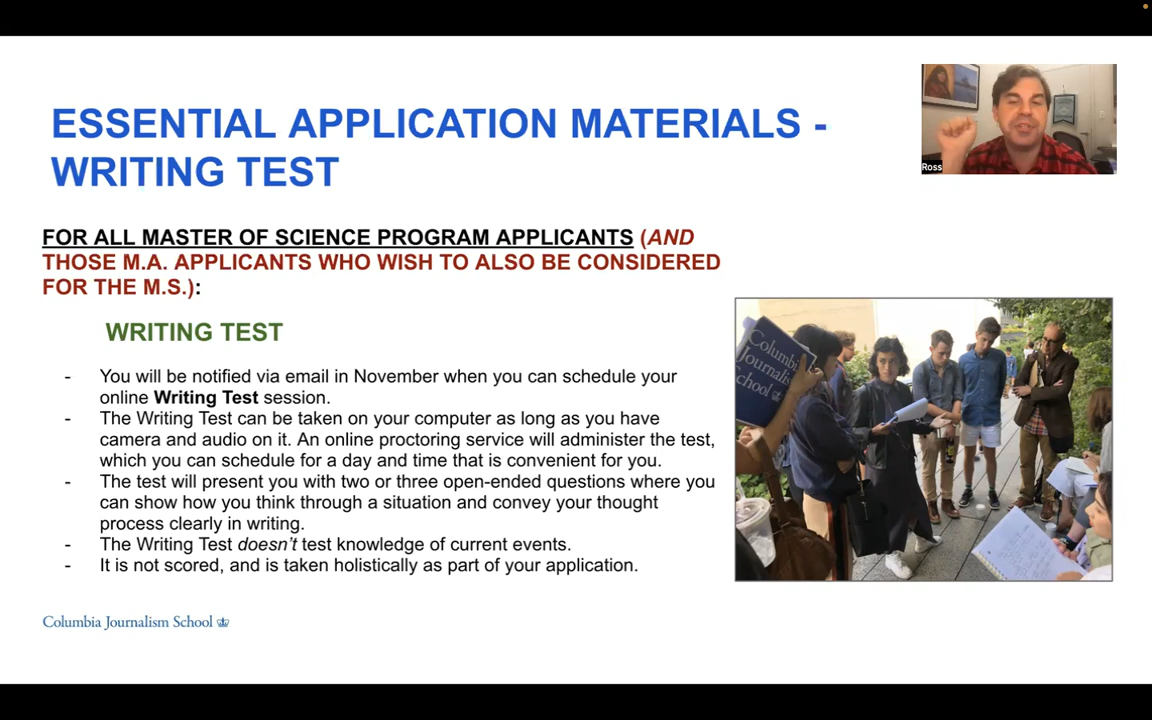 ESSENTIAL APPLICATION MATERIALS -
WRITING TEST
Ross
FOR ALL MASTER OF SCIENCE PROGRAM APPLICANTS (AND
THOSE M.A. APPLICANTS WHO WISH TO ALSO BE CONSIDERED
FOR THE M.S.):
WRITING TEST
- You will be notified via email in November when you can schedule your
online Writing Test session.
- The Writing Test can be taken on your computer as long as you have
camera and audio on it. An online proctoring service will administer the test,
which you can schedule for a day and time that is convenient for you.
- The test will present you with two or three open-ended questions where you
can show how you think through a situation and convey your thought
process clearly in writing.
- The Writing Test doesn't test knowledge of current events.
- It is not scored, and is taken holistically as part of your application.
Columbia
Journalism
School
Columbia Journalism School